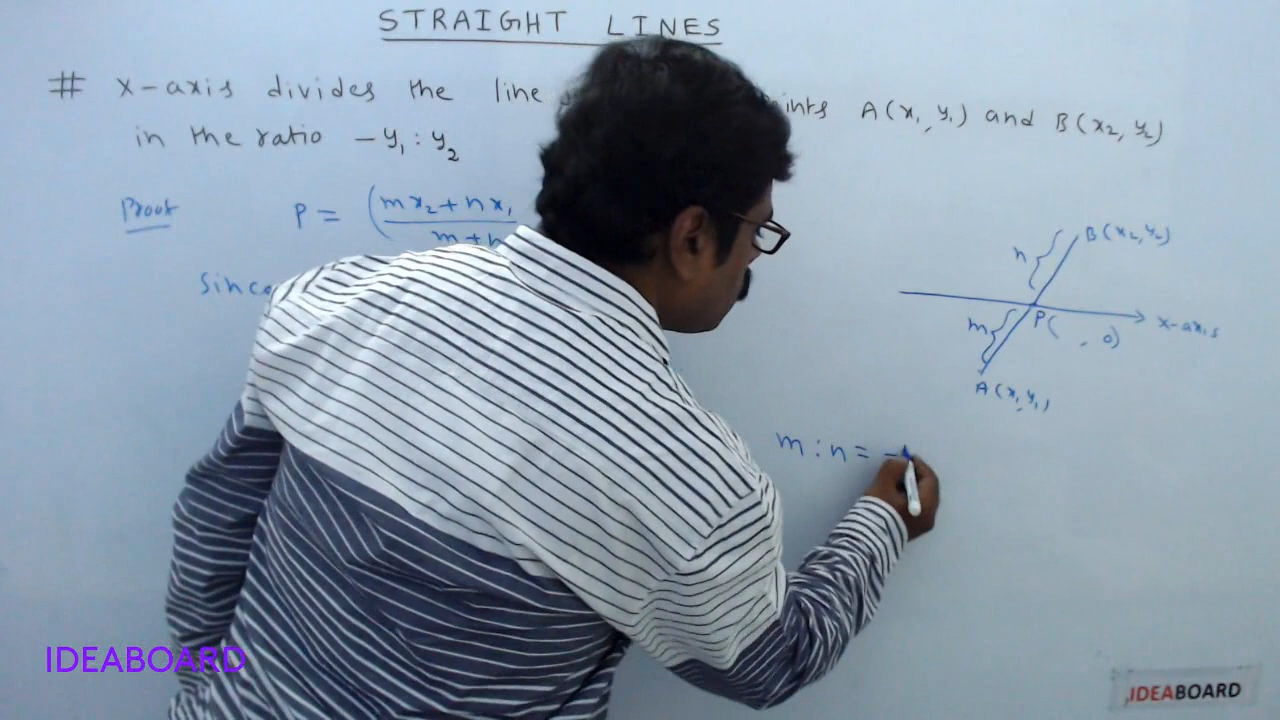 STRAIGHT LINES
# X-axis divides the line A(x₁, y₁) and B(x₂, y₂)
in the ratio -y₁ : y₂
Proof P = (mx₂+nx₁
m+n
B(x₂, y₂)
n
Since
m P( , 0) x-axis
A(x₁, y₁)
m : n = -
IDEABOARD
IDEABOARD